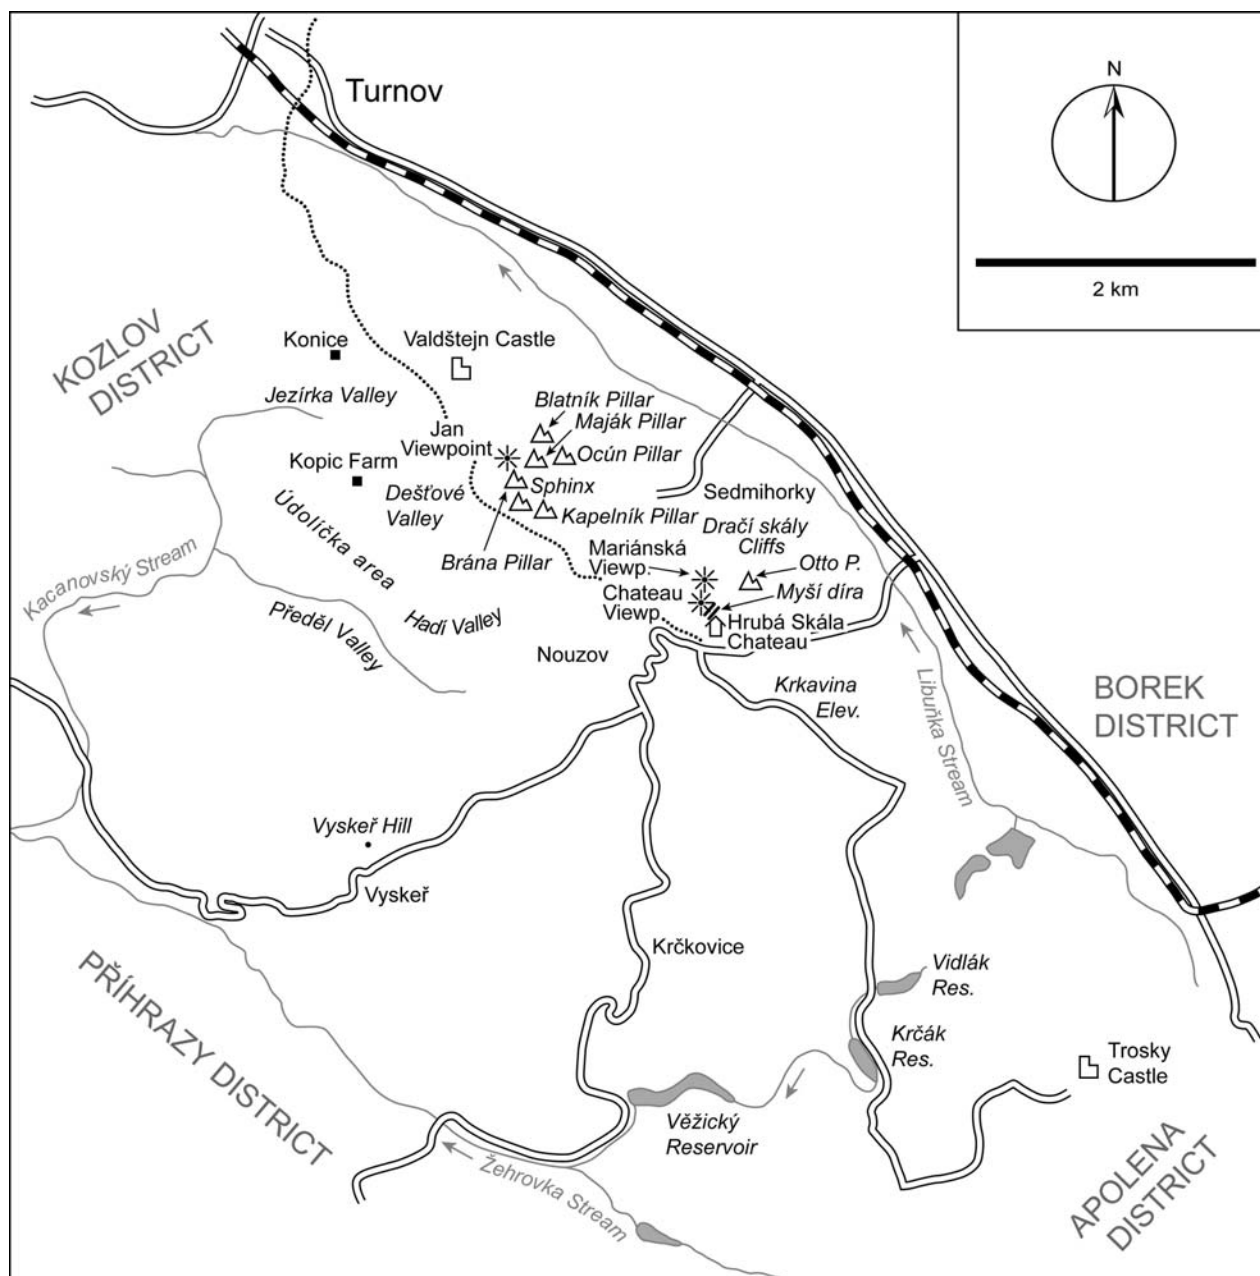 Turnov
N
2 km
KOZLOV
DISTRICT
Konice
Valdštejn Castle
Jezírka Valley
Blatník Pillar
Maják Pillar
Jan
Viewpoint
Ocún Pillar
Kopic Farm
Sphinx
Dešťové
Valley
Kapelník Pillar
Sedmihorky
Údolíčka area
Brána Pillar
Dračí skály
Cliffs
Mariánská
Viewp.
Otto P.
Kacanovský Stream
Chateau
Viewp.
Myší díra
Předěl Valley
Hadí Valley
Hrubá Skála
Chateau
Nouzov
Krkavina
Elev.
Libuňka Stream
BOREK
DISTRICT
Vyskeř Hill
Vyskeř
Krčkovice
Vidlák
Res.
PŘÍHRAZY DISTRICT
Krčák
Res.
Trosky
Castle
Věžický
Reservoir
Žehrovka Stream
APOLENA
DISTRICT